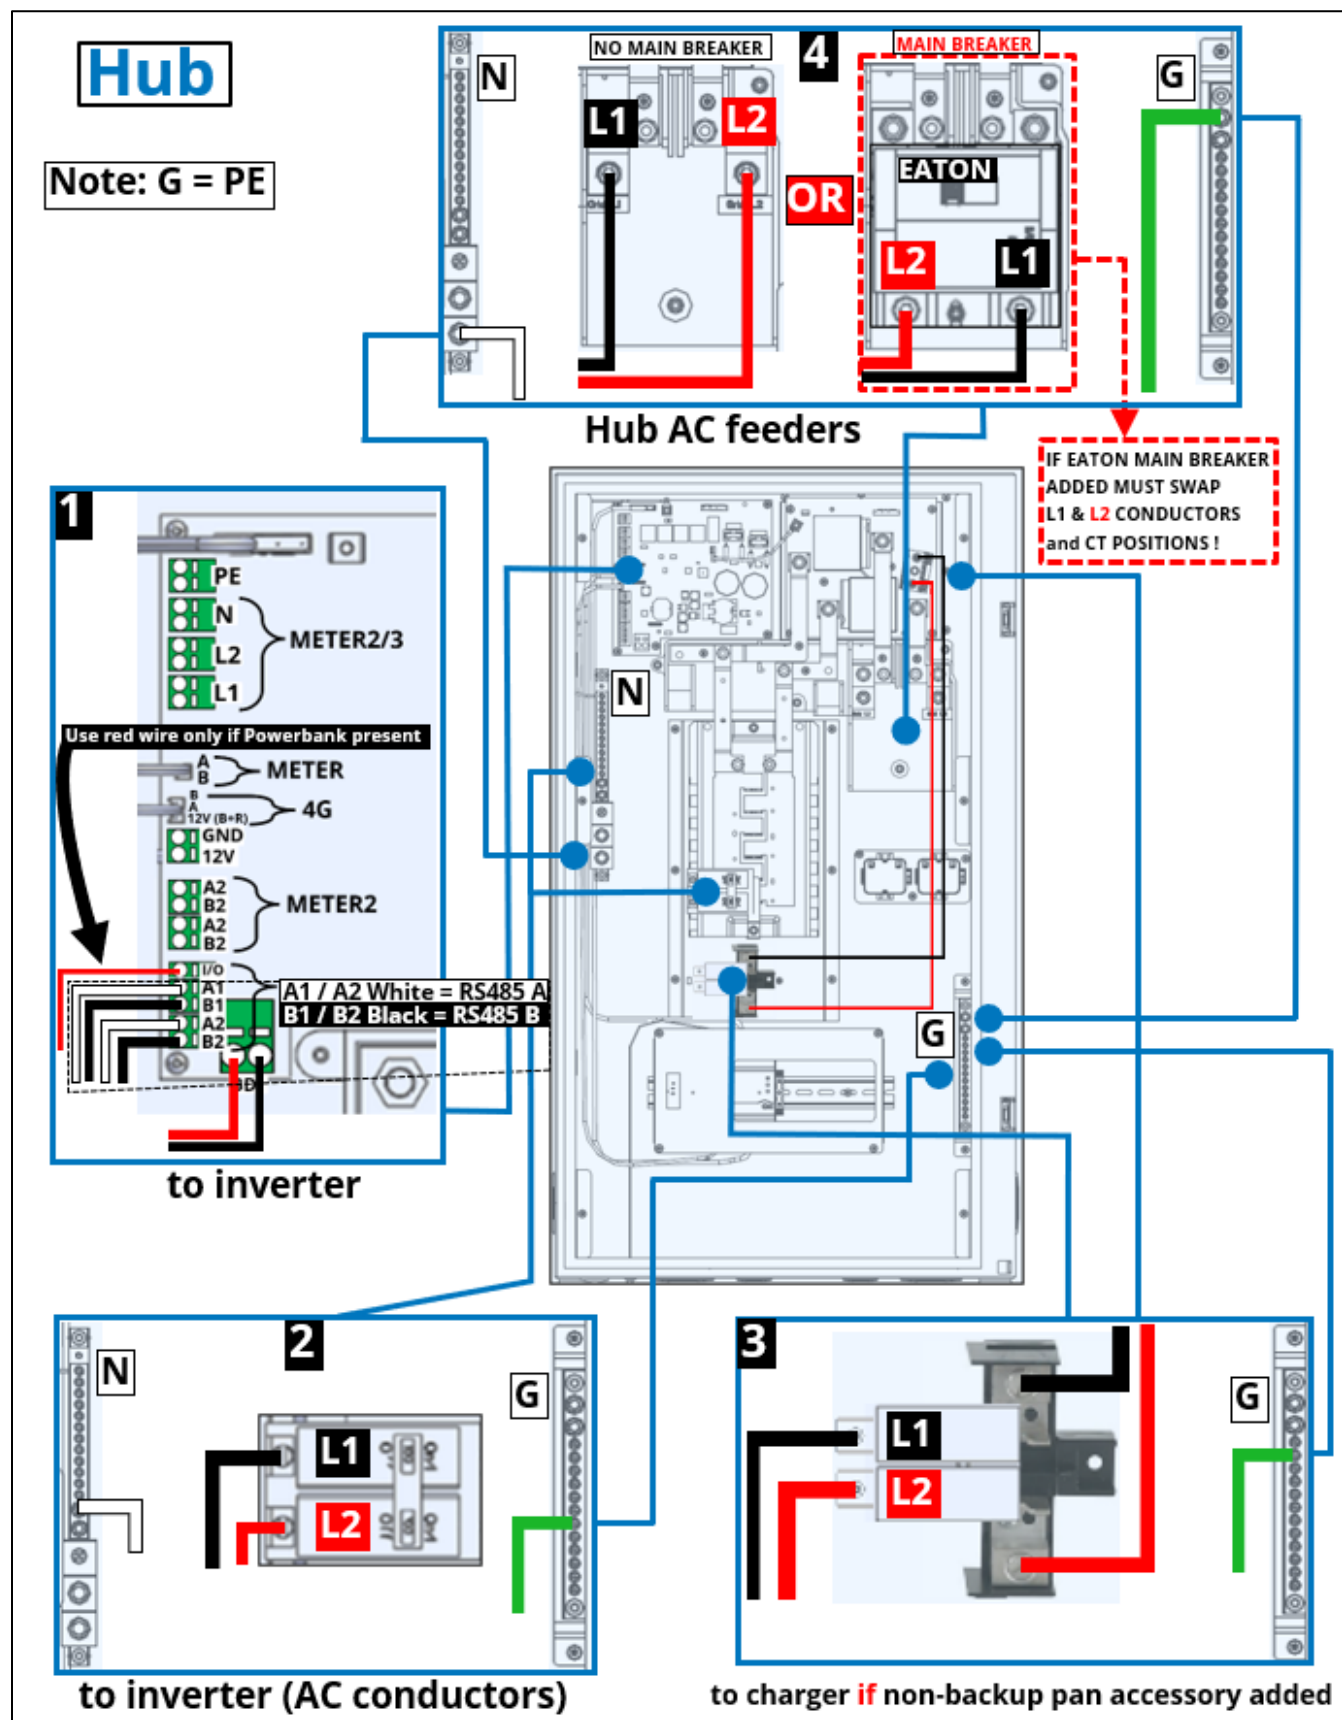 Hub
Note: G = PE
N
NO MAIN BREAKER
4
MAIN BREAKER
G
L1
L2
OR
EATON
L2
L1
Hub AC feeders
IF EATON MAIN BREAKER
ADDED MUST SWAP
L1 & L2 CONDUCTORS
and CT POSITIONS !
1
PE
N
L2
L1
METER2/3
Use red wire only if Powerbank present
A
B
METER
B
A
12V (B+R)
4G
GND
12V
A2
B2
A2
B2
METER2
I/O
A1
B1
A2
B2
A1 / A2 White = RS485 A
B1 / B2 Black = RS485 B
to inverter
N
G
2
N
L1
L2
G
to inverter (AC conductors)
3
L1
L2
G
to charger if non-backup pan accessory added